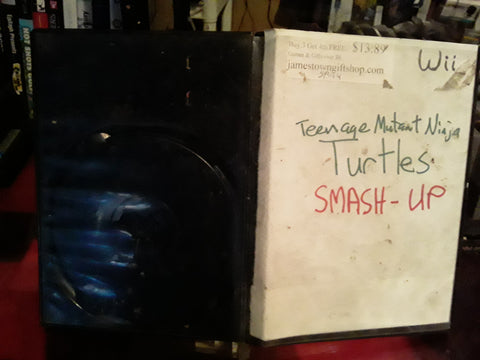 Buy 3 Get 4th FREE $13.89
jamestowngiftshop.com
Wii
Teenage Mutant Ninja
Turtles
SMASH-UP